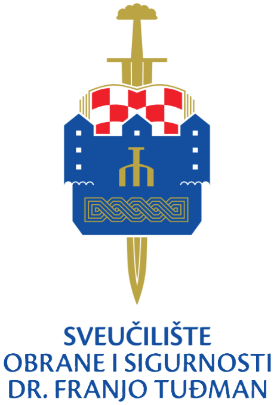 SVEUČILIŠTE
OBRANE I SIGURNOSTI
DR. FRANJO TUĐMAN